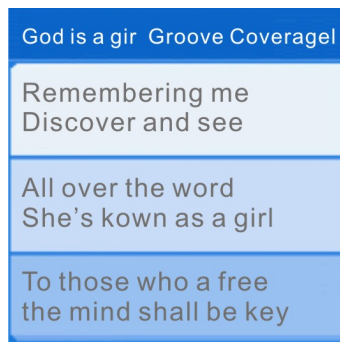 God is a gir Groove Coveragel
Remembering me
Discover and see
All over the word
She's kown as a girl
To those who a free
the mind shall be key